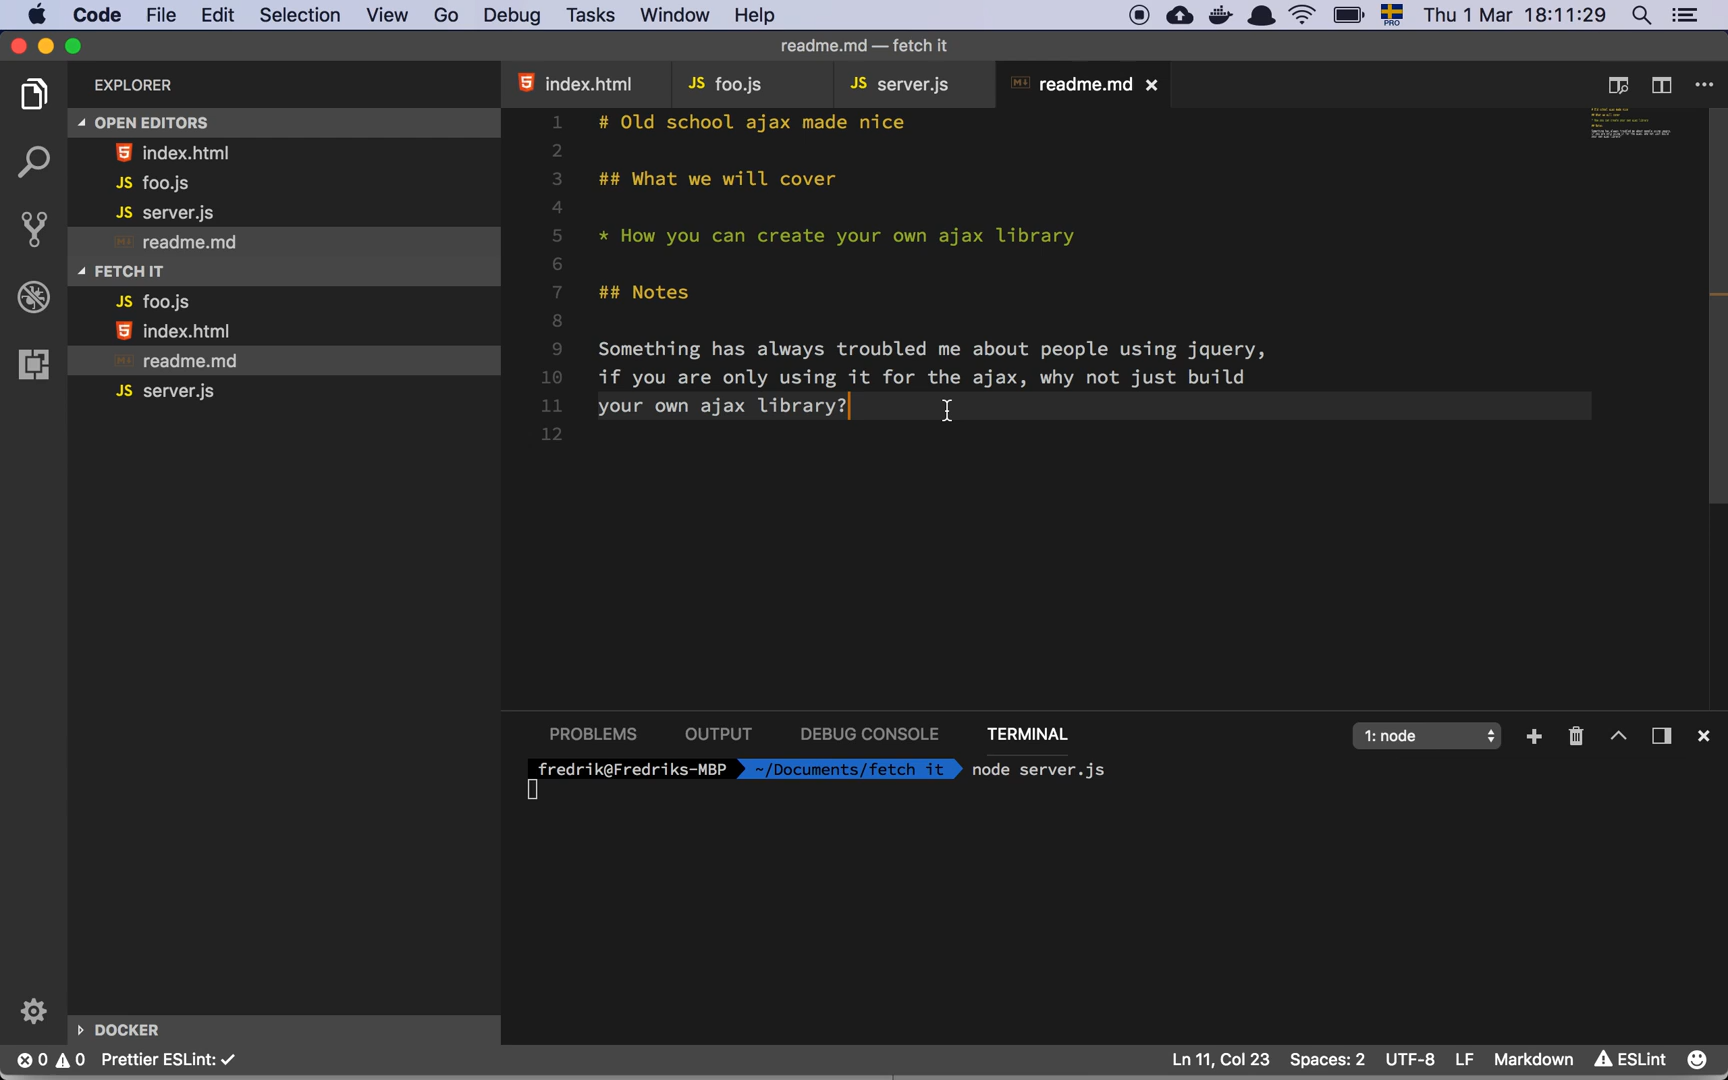 Code File Edit Selection View Go Debug Tasks Window Help PRO Thu 1 Mar 18:11:29
readme.md — fetch it
EXPLORER
OPEN EDITORS
index.html
JS foo.js
JS server.js
readme.md
FETCH IT
JS foo.js
index.html
readme.md
JS server.js
DOCKER
index.html JS foo.js JS server.js readme.md
1 # Old school ajax made nice
2
3 ## What we will cover
4
5 * How you can create your own ajax library
6
7 ## Notes
8
9 Something has always troubled me about people using jquery,
10 if you are only using it for the ajax, why not just build
11 your own ajax library?
12
PROBLEMS OUTPUT DEBUG CONSOLE TERMINAL 1: node
fredrik@Fredriks-MBP ~/Documents/fetch it node server.js
0 0 Prettier ESLint: ✓ Ln 11, Col 23 Spaces: 2 UTF-8 LF Markdown ESLint